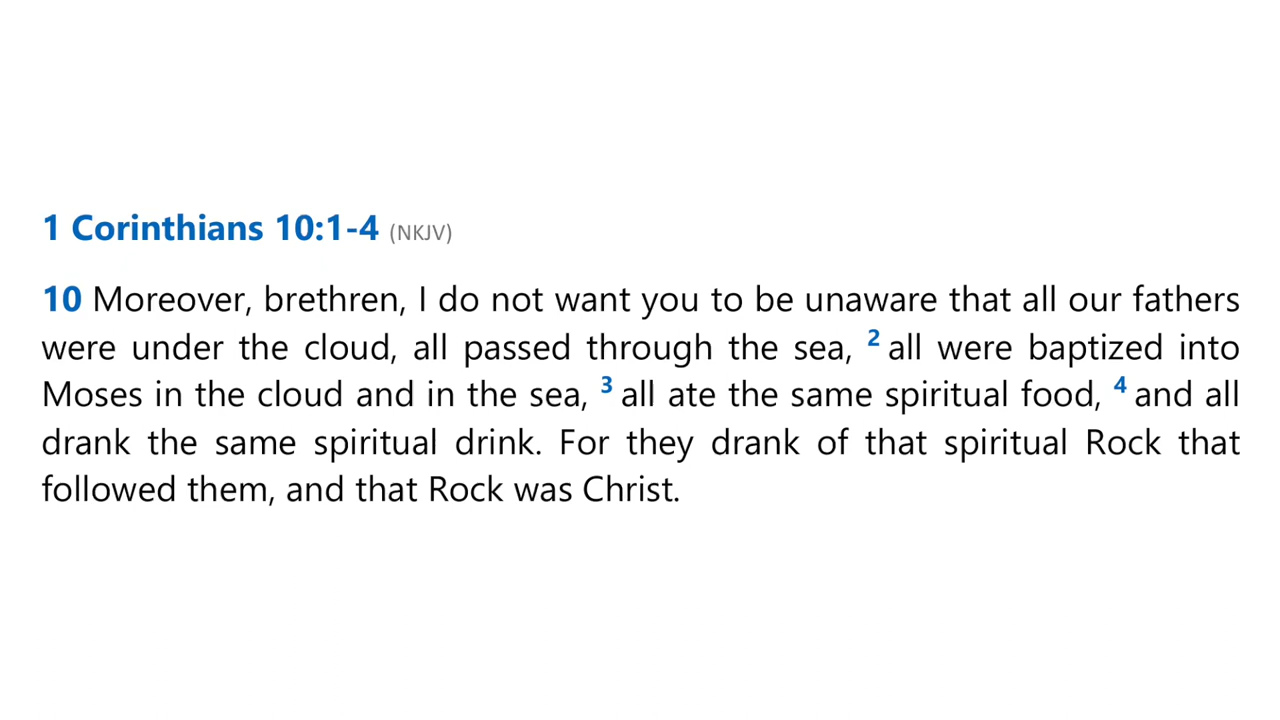 1 Corinthians 10:1-4 (NKJV)
10 Moreover, brethren, I do not want you to be unaware that all our fathers
were under the cloud, all passed through the sea, 2 all were baptized into
Moses in the cloud and in the sea, 3 all ate the same spiritual food, 4 and all
drank the same spiritual drink. For they drank of that spiritual Rock that
followed them, and that Rock was Christ.